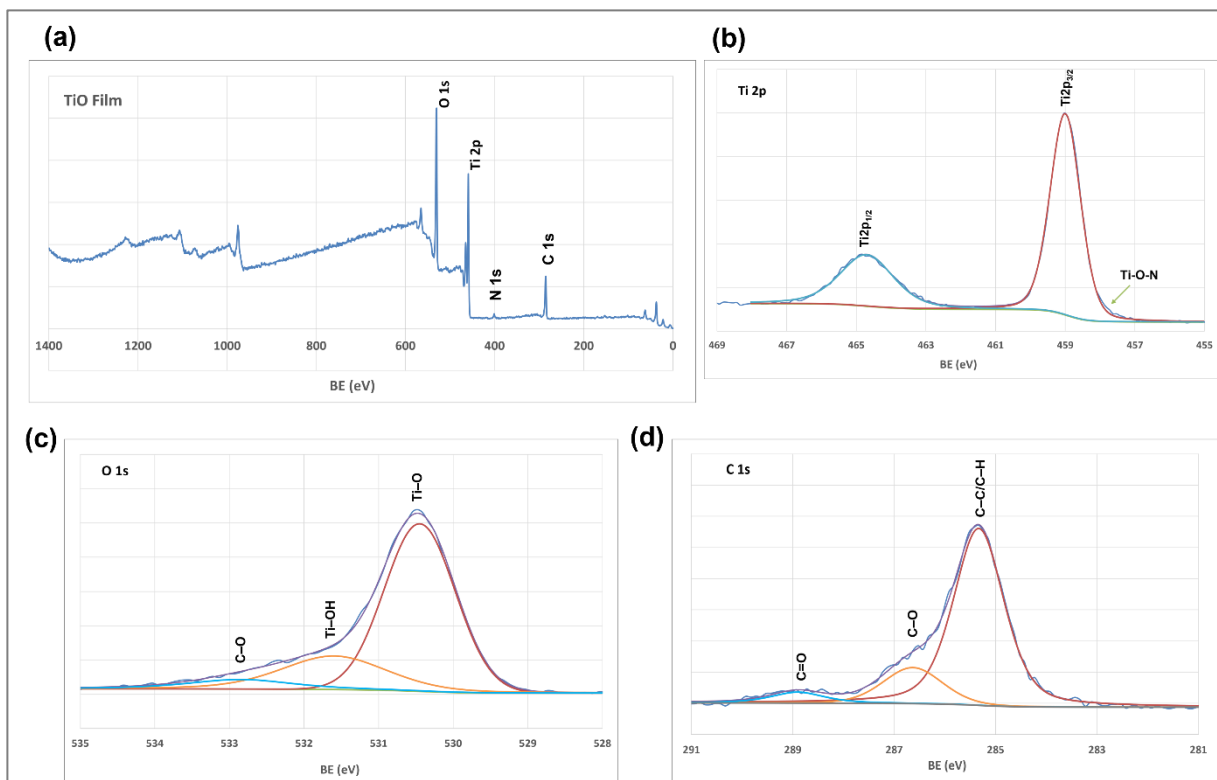 (a)
TiO Film
O 1s
Ti 2p
N 1s
C 1s
1400 1200 1000 800 600 400 200 0
BE (eV)
(b)
Ti 2p
Ti2p3/2
Ti2p1/2
Ti-O-N
469 467 465 463 461 459 457 455
BE (eV)
(c)
O 1s
Ti–O
Ti–OH
C–O
535 534 533 532 531 530 529 528
BE (eV)
(d)
C 1s
C–C/C–H
C–O
C=O
291 289 287 285 283 281
BE (eV)